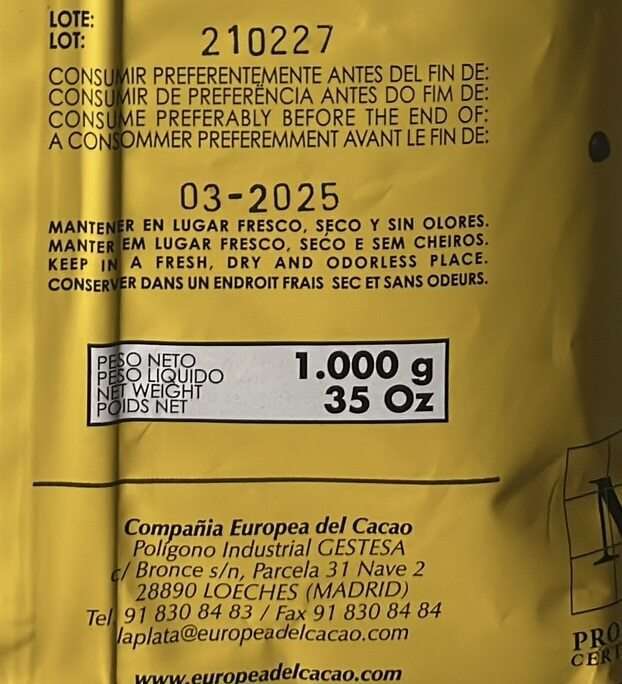 LOTE:
LOT:
210227
CONSUMIR PREFERENTEMENTE ANTES DEL FIN DE:
CONSUMIR DE PREFERËNCIA ANTES DO FIM DE:
CONSUME PREFERABLY BEFORE THE END OF:
A CONSOMMER PREFEREMMENT AVANT LE FIN DE:
03-2025
MANTENER EN LUGAR FRESCO, SECO Y SIN OLORES.
MANTER EM LUGAR FRESCO, SECO E SEM CHEIROS.
KEEP IN A FRESH, DRY AND ODORLESS PLACE.
CONSERVER DANS UN ENDROIT FRAIS SEC ET SANS ODEURS.
PESO NETO
PESO LIQUIDO
NET WEIGHT
POIDS NET
1.000 g
35 Oz
Compañia Europea del Cacao
Polígono Industrial GESTESA
c/ Bronce s/n, Parcela 31 Nave 2
28890 LOECHES (MADRID)
Tel. 91 830 84 83 / Fax 91 830 84 84
laplata@europeadelcacao.com
www.europeadelcacao.com
PRO
CERT